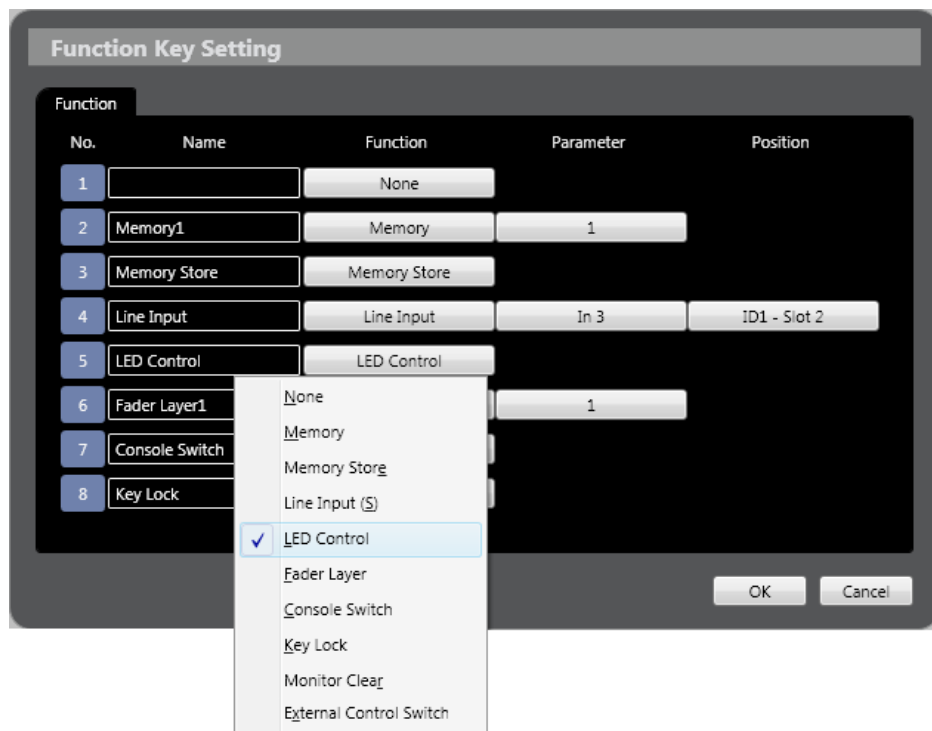 Function Key Setting
Function
No. Name Function Parameter Position
1 None
2 Memory1 Memory 1
3 Memory Store Memory Store
4 Line Input Line Input In 3 ID1 - Slot 2
5 LED Control LED Control
6 Fader Layer1 1
7 Console Switch
8 Key Lock
None
Memory
Memory Store
Line Input (S)
✓ LED Control
Fader Layer
Console Switch
Key Lock
Monitor Clear
External Control Switch
OK Cancel